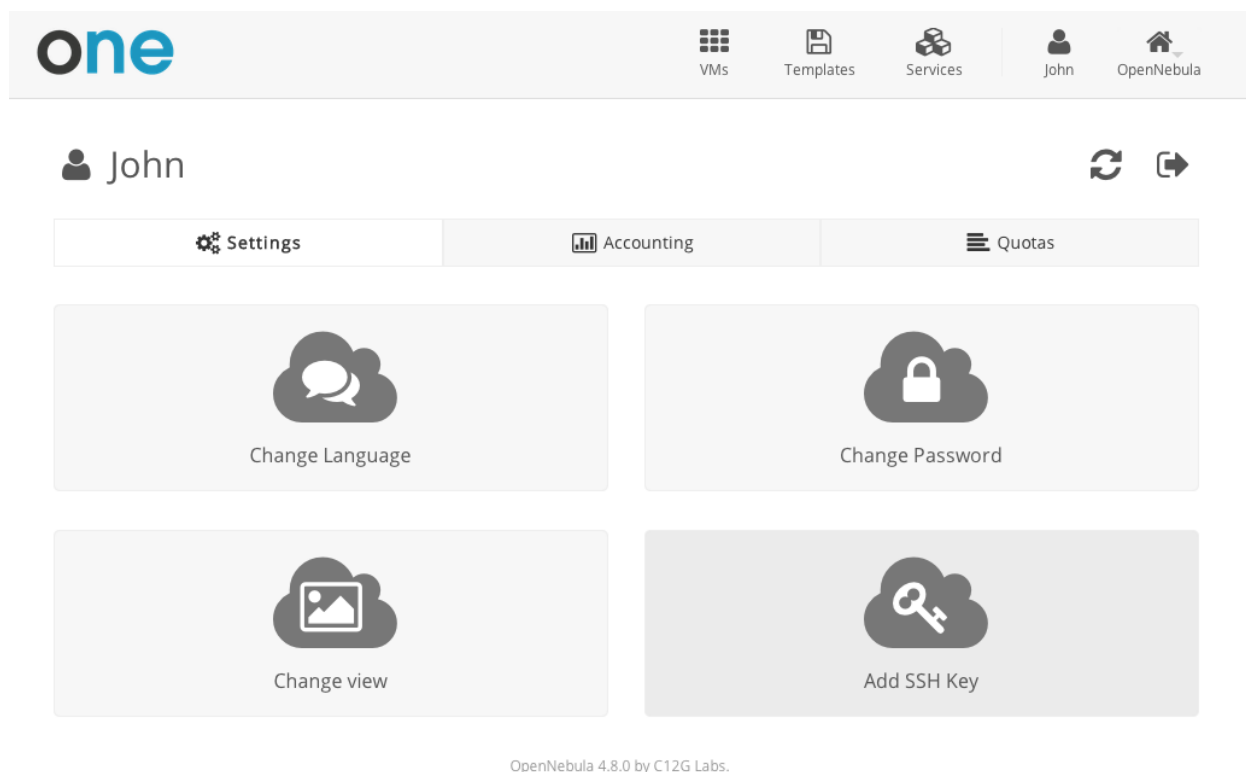 one
VMs Templates Services John OpenNebula
John
Settings Accounting Quotas
Change Language Change Password
Change view Add SSH Key
OpenNebula 4.8.0 by C12G Labs.